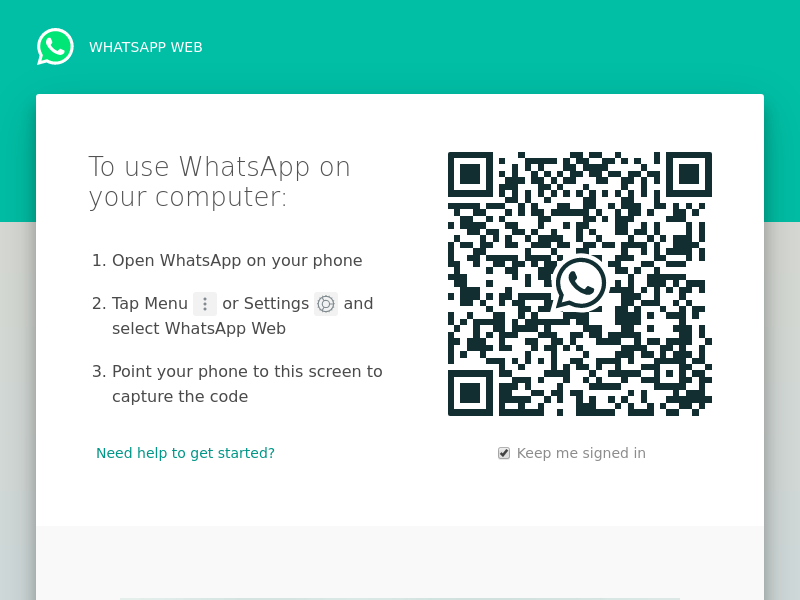 WHATSAPP WEB
To use WhatsApp on
your computer:
1. Open WhatsApp on your phone
2. Tap Menu or Settings and
select WhatsApp Web
3. Point your phone to this screen to
capture the code
Need help to get started?
Keep me signed in